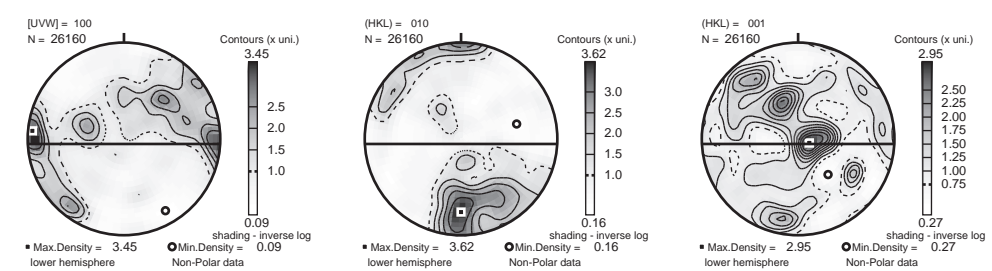 [UVW] = 100
N = 26160
Contours (x uni.)
3.45
2.5
2.0
1.5
1.0
0.09
shading - inverse log
Max.Density = 3.45
Min.Density = 0.09
lower hemisphere
Non-Polar data
(HKL) = 010
N = 26160
Contours (x uni.)
3.62
3.0
2.5
2.0
1.5
1.0
0.16
shading - inverse log
Max.Density = 3.62
Min.Density = 0.16
lower hemisphere
Non-Polar data
(HKL) = 001
N = 26160
Contours (x uni.)
2.95
2.50
2.25
2.00
1.75
1.50
1.25
1.00
0.75
0.27
shading - inverse log
Max.Density = 2.95
Min.Density = 0.27
lower hemisphere
Non-Polar data